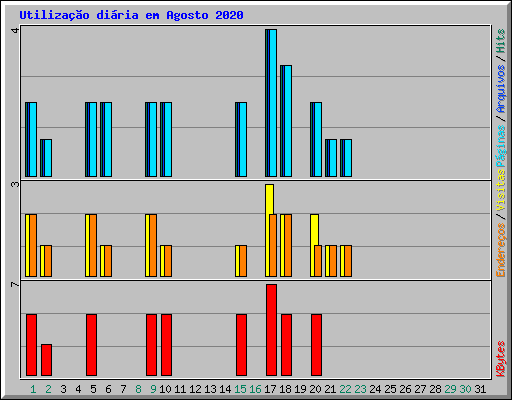 Utilização diária em Agosto 2020
4
3
7
KBytes
Endereços / Visitas Páginas / Arquivos / Hits
1 2 3 4 5 6 7 8 9 10 11 12 13 14 15 16 17 18 19 20 21 22 23 24 25 26 27 28 29 30 31